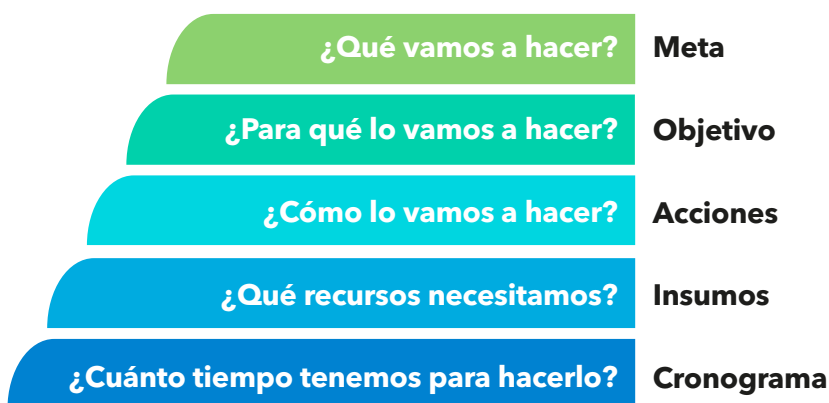 ¿Qué vamos a hacer? Meta
¿Para qué lo vamos a hacer? Objetivo
¿Cómo lo vamos a hacer? Acciones
¿Qué recursos necesitamos? Insumos
¿Cuánto tiempo tenemos para hacerlo? Cronograma